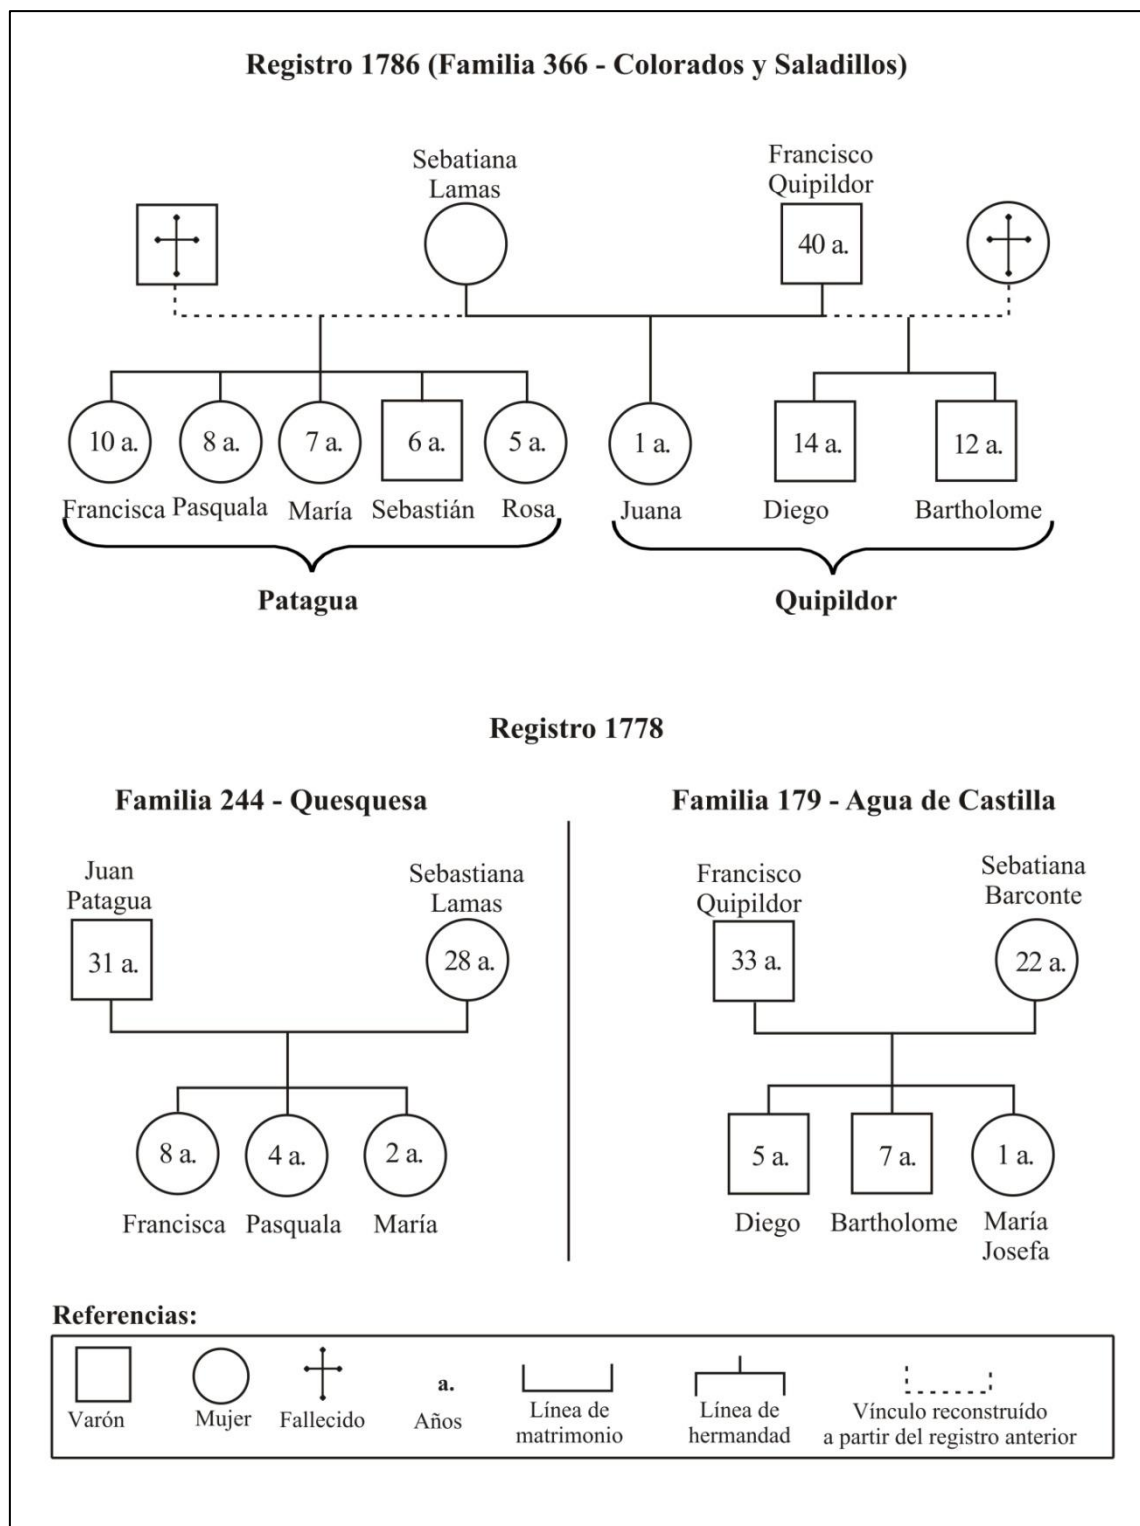 Registro 1786 (Familia 366 - Colorados y Saladillos)
Sebatiana
Lamas
Francisco
Quipildor
40 a.
10 a.
8 a.
7 a.
6 a.
5 a.
1 a.
14 a.
12 a.
Francisca
Pasquala
María
Sebastián
Rosa
Juana
Diego
Bartholome
Patagua
Quipildor
Registro 1778
Familia 244 - Quesquesa
Juan
Patagua
Sebastiana
Lamas
31 a.
28 a.
8 a.
4 a.
2 a.
Francisca
Pasquala
María
Familia 179 - Agua de Castilla
Francisco
Quipildor
Sebatiana
Barconte
33 a.
22 a.
5 a.
7 a.
1 a.
Diego
Bartholome
María
Josefa
Referencias:
Varón
Mujer
Fallecido
a.
Años
Línea de
matrimonio
Línea de
hermandad
Vínculo reconstruído
a partir del registro anterior